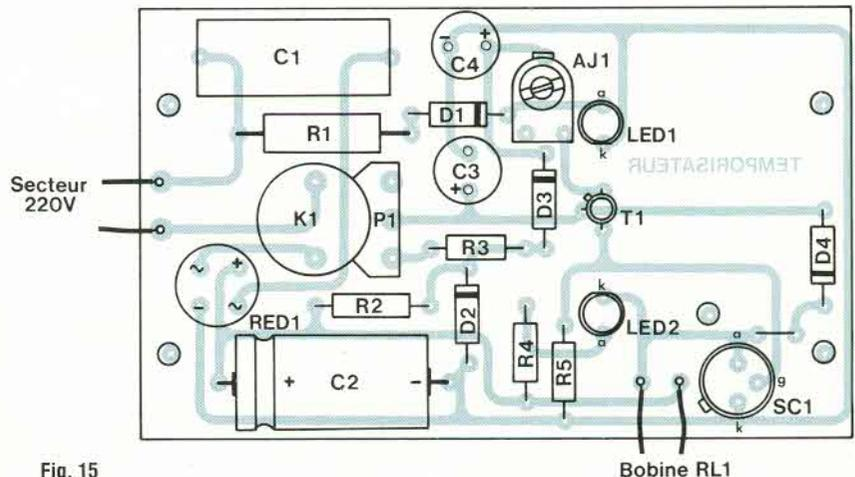 C1
C4
- +
AJ1
D1
a
LED1
k
R1
C3
+
TEMPORISATEUR
Secteur
220V
K1
P1
D3
T1
R3
D4
~ +
- ~
RED1
R2
D2
k
LED2
a
R4
R5
a
g
k
SC1
+ C2 -
Fig. 15
Bobine RL1